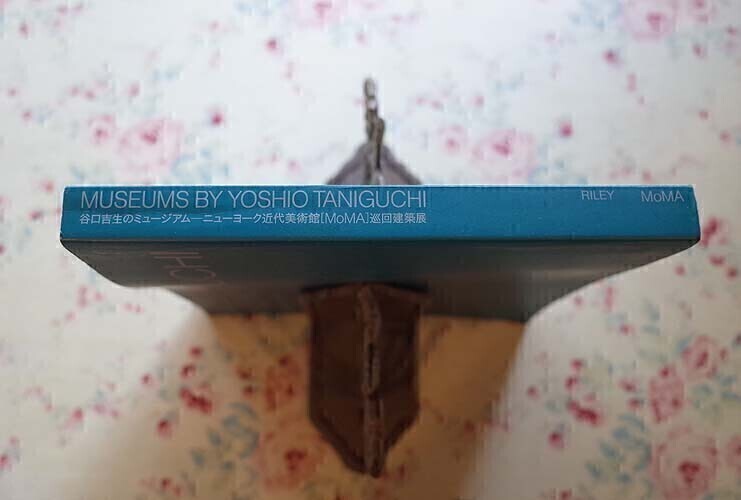 MUSEUMS BY YOSHIO TANIGUCHI
谷口吉生のミュージアム―ニューヨーク近代美術館[MoMA]巡回建築展
RILEY
MoMA